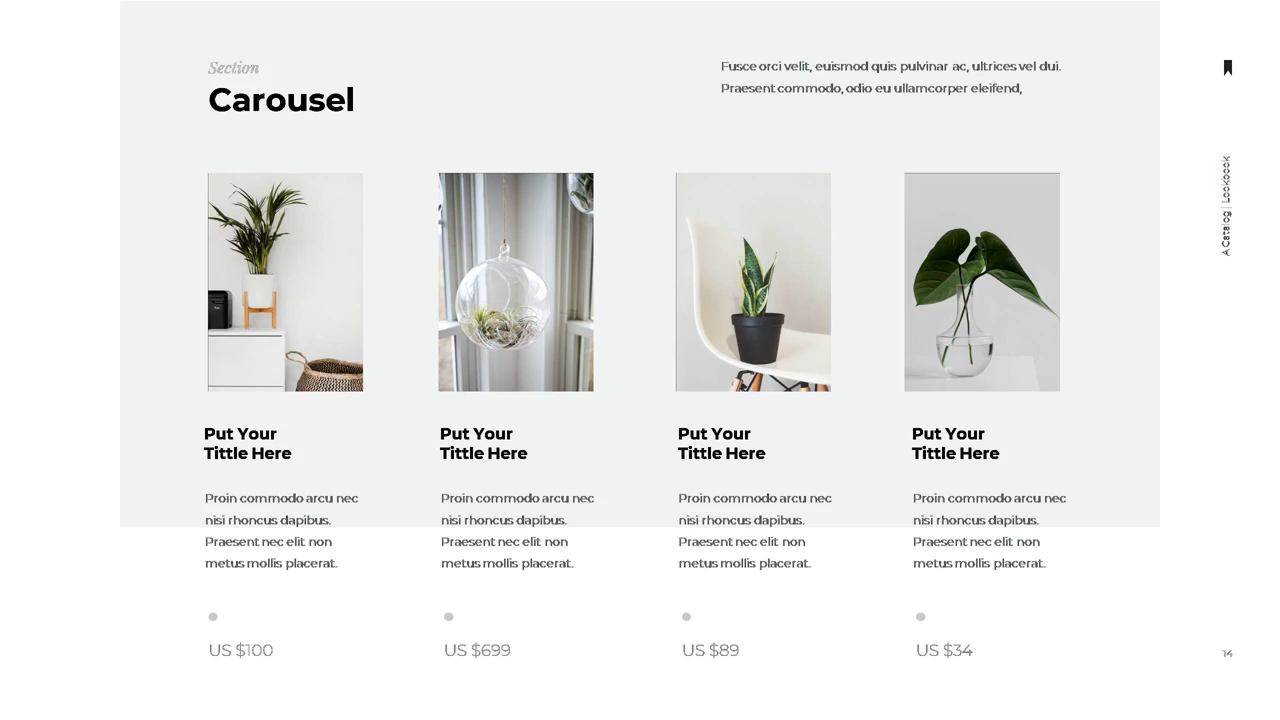 Section
Carousel
Fusce orci velit, euismod quis pulvinar ac, ultrices vel dui.
Praesent commodo, odio eu ullamcorper eleifend,
A Catalog | Lookboox
Put Your
Tittle Here
Proin commodo arcu nec
nisi rhoncus dapibus.
Praesent nec elit non
metus mollis placerat.
US $100
Put Your
Tittle Here
Proin commodo arcu nec
nisi rhoncus dapibus.
Praesent nec elit non
metus mollis placerat.
US $699
Put Your
Tittle Here
Proin commodo arcu nec
nisi rhoncus dapibus.
Praesent nec elit non
metus mollis placerat.
US $89
Put Your
Tittle Here
Proin commodo arcu nec
nisi rhoncus dapibus.
Praesent nec elit non
metus mollis placerat.
US $34
14